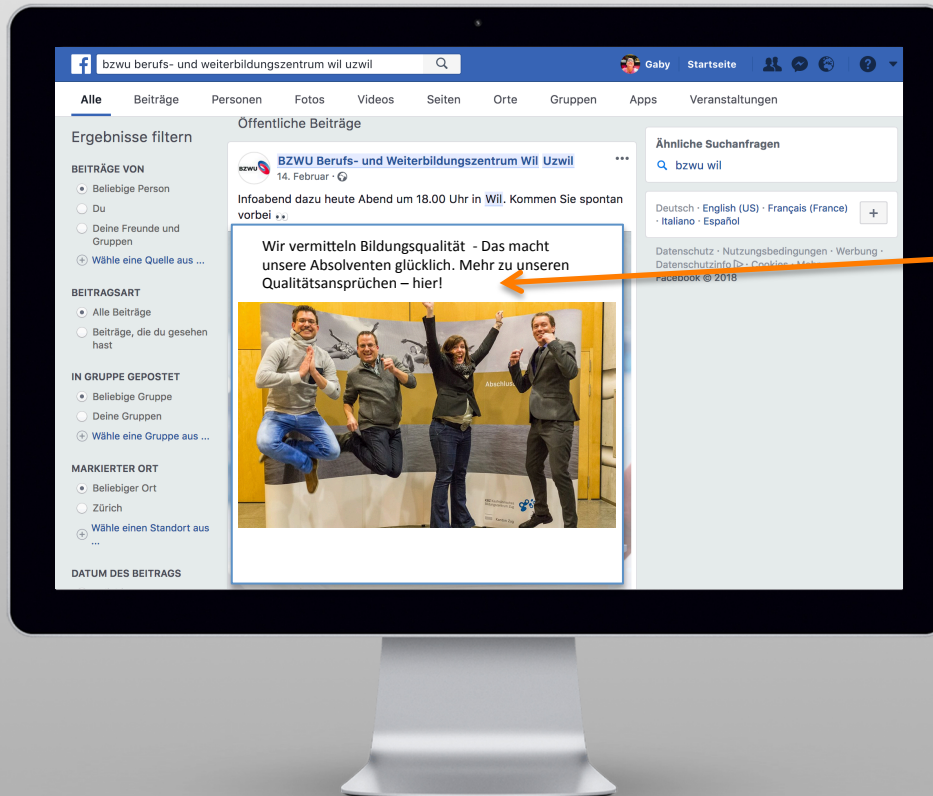 bzwu berufs- und weiterbildungszentrum wil uzwil
Gaby Startseite
Alle Beiträge Personen Fotos Videos Seiten Orte Gruppen Apps Veranstaltungen
Ergebnisse filtern
BEITRÄGE VON
Beliebige Person
Du
Deine Freunde und
Gruppen
Wähle eine Quelle aus ...
BEITRAGSART
Alle Beiträge
Beiträge, die du gesehen
hast
IN GRUPPE GEPOSTET
Beliebige Gruppe
Deine Gruppen
Wähle eine Gruppe aus ...
MARKIERTER ORT
Beliebiger Ort
Zürich
Wähle einen Standort aus
...
DATUM DES BEITRAGS
Öffentliche Beiträge
BZWU
BZWU Berufs- und Weiterbildungszentrum Wil Uzwil
14. Februar ·
Infoabend dazu heute Abend um 18.00 Uhr in Wil. Kommen Sie spontan
vorbei
Wir vermitteln Bildungsqualität - Das macht
unsere Absolventen glücklich. Mehr zu unseren
Qualitätsansprüchen – hier!
Abschlus
Ähnliche Suchanfragen
bzwu wil
Deutsch · English (US) · Français (France)
· Italiano · Español
Datenschutz · Nutzungsbedingungen · Werbung ·
Datenschutzinfo · Cookies · Mehr
Facebook © 2018